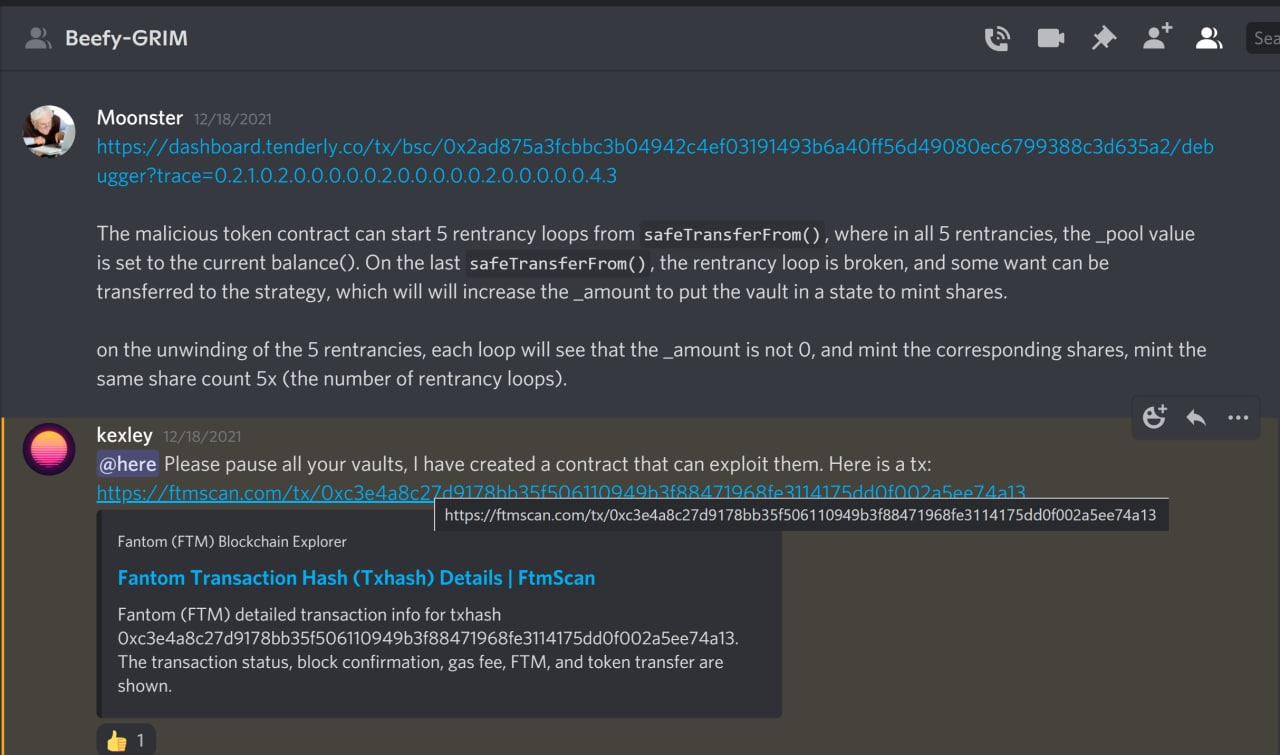 Beefy-GRIM
Sea
Moonster 12/18/2021
https://dashboard.tenderly.co/tx/bsc/0x2ad875a3fcbbc3b04942c4ef03191493b6a40ff56d49080ec6799388c3d635a2/deb
ugger?trace=0.2.1.0.2.0.0.0.0.0.2.0.0.0.0.0.2.0.0.0.0.0.4.3
The malicious token contract can start 5 rentrancy loops from safeTransferFrom(), where in all 5 rentrancies, the _pool value
is set to the current balance(). On the last safeTransferFrom(), the rentrancy loop is broken, and some want can be
transferred to the strategy, which will will increase the _amount to put the vault in a state to mint shares.
on the unwinding of the 5 rentrancies, each loop will see that the _amount is not 0, and mint the corresponding shares, mint the
same share count 5x (the number of rentrancy loops).
kexley 12/18/2021
@here Please pause all your vaults, I have created a contract that can exploit them. Here is a tx:
https://ftmscan.com/tx/0xc3e4a8c27d9178bb35f506110949b3f88471968fe3114175dd0f002a5ee74a13
https://ftmscan.com/tx/0xc3e4a8c27d9178bb35f506110949b3f88471968fe3114175dd0f002a5ee74a13
Fantom (FTM) Blockchain Explorer
Fantom Transaction Hash (Txhash) Details | FtmScan
Fantom (FTM) detailed transaction info for txhash
0xc3e4a8c27d9178bb35f506110949b3f88471968fe3114175dd0f002a5ee74a13.
The transaction status, block confirmation, gas fee, FTM, and token transfer are
shown.
👍 1